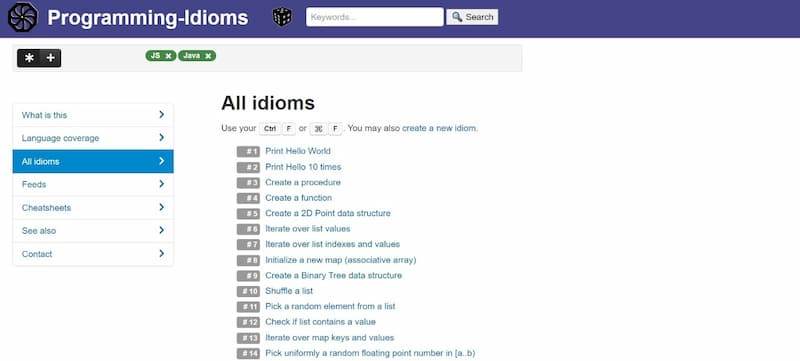 Programming-Idioms
Keywords...
Search
* +
JS x
Java x
What is this
Language coverage
All idioms
Feeds
Cheatsheets
See also
Contact
All idioms
Use your Ctrl F or ⌘ F . You may also create a new idiom.
# 1 Print Hello World
# 2 Print Hello 10 times
# 3 Create a procedure
# 4 Create a function
# 5 Create a 2D Point data structure
# 6 Iterate over list values
# 7 Iterate over list indexes and values
# 8 Initialize a new map (associative array)
# 9 Create a Binary Tree data structure
# 10 Shuffle a list
# 11 Pick a random element from a list
# 12 Check if list contains a value
# 13 Iterate over map keys and values
# 14 Pick uniformly a random floating point number in [a..b)